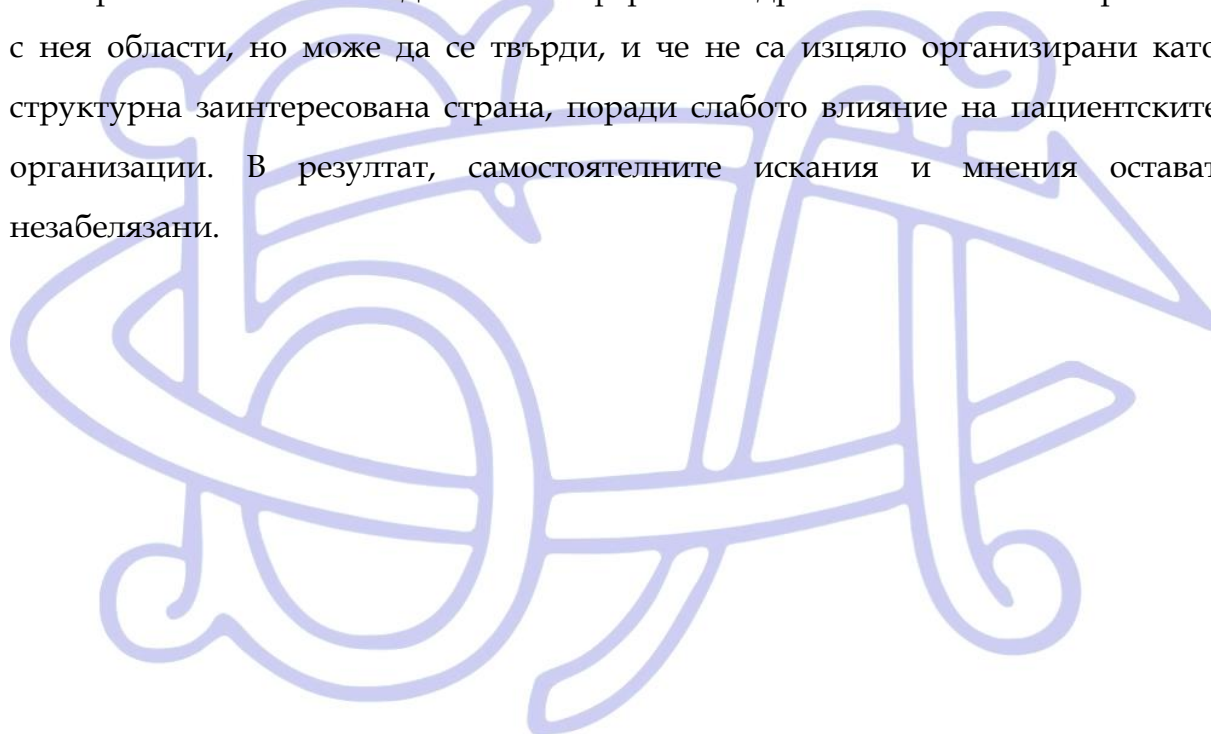 с нея области, но може да се твърди, и че не са изцяло организирани като
структурна заинтересована страна, поради слабото влияние на пациентските
организации. В резултат, самостоятелните искания и мнения остават
незабелязани.